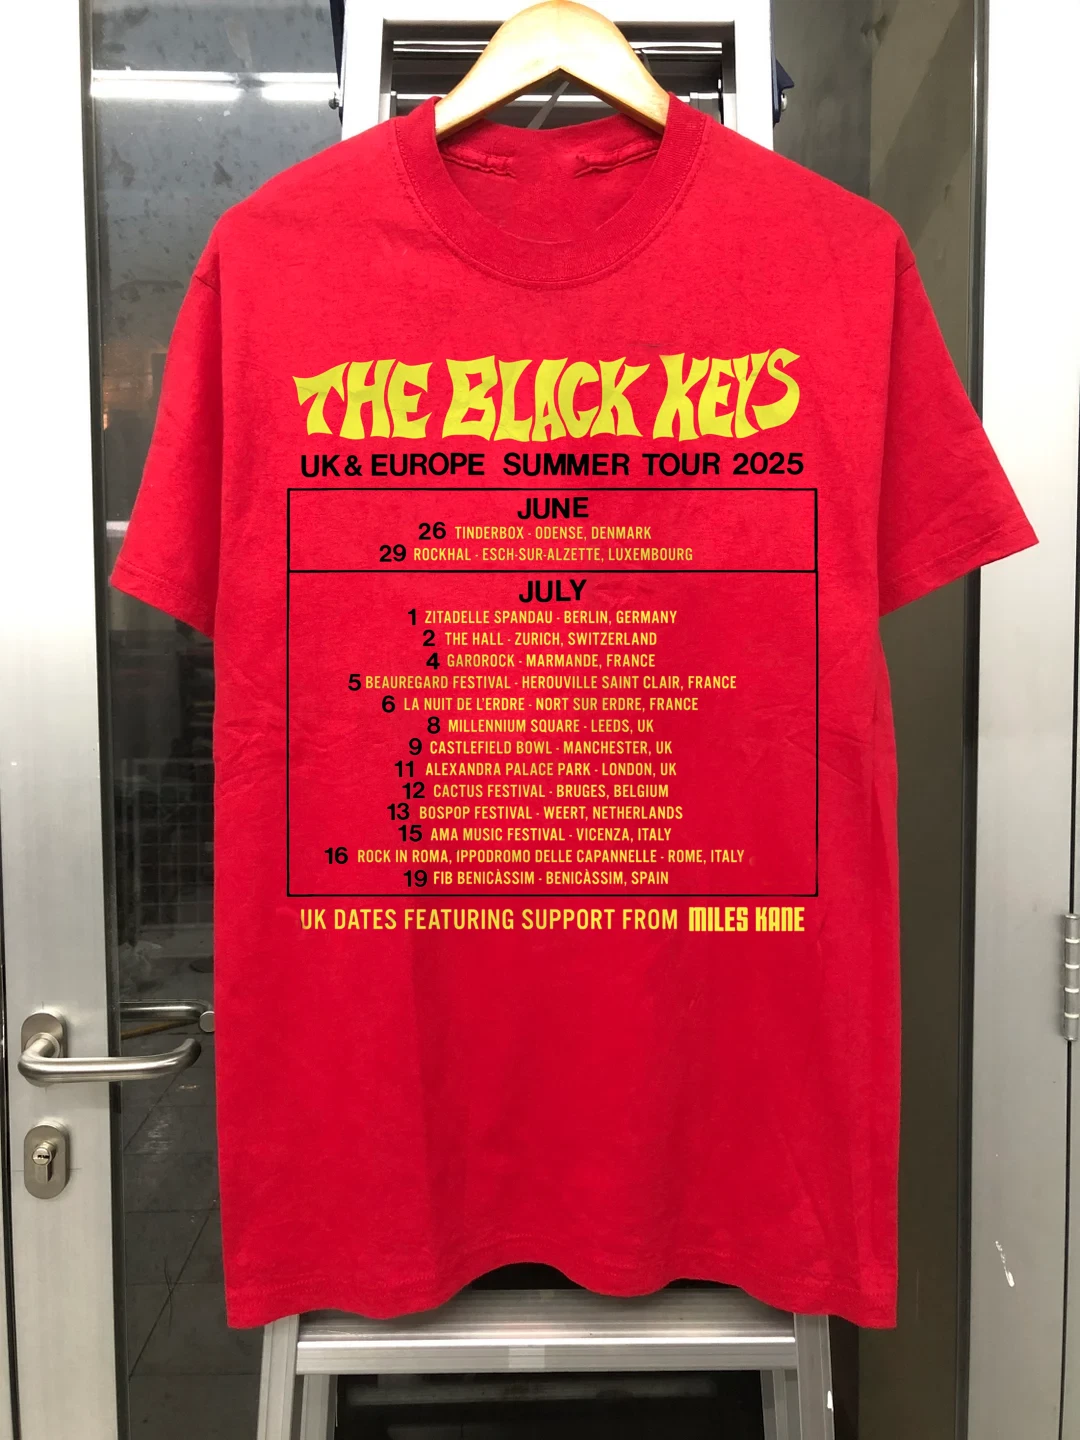 THE BLACK KEYS
UK & EUROPE SUMMER TOUR 2025
JUNE
26 TINDERBOX - ODENSE, DENMARK
29 ROCKHAL - ESCH-SUR-ALZETTE, LUXEMBOURG
JULY
1 ZITADELLE SPANDAU - BERLIN, GERMANY
2 THE HALL - ZURICH, SWITZERLAND
4 GAROROCK - MARMANDE, FRANCE
5 BEAUREGARD FESTIVAL - HEROUVILLE SAINT CLAIR, FRANCE
6 LA NUIT DE L'ERDRE - NORT SUR ERDRE, FRANCE
8 MILLENNIUM SQUARE - LEEDS, UK
9 CASTLEFIELD BOWL - MANCHESTER, UK
11 ALEXANDRA PALACE PARK - LONDON, UK
12 CACTUS FESTIVAL - BRUGES, BELGIUM
13 BOSPOP FESTIVAL - WEERT, NETHERLANDS
15 AMA MUSIC FESTIVAL - VICENZA, ITALY
16 ROCK IN ROMA, IPPODROMO DELLE CAPANNELLE - ROME, ITALY
19 FIB BENICÀSSIM - BENICÀSSIM, SPAIN
UK DATES FEATURING SUPPORT FROM MILES KANE